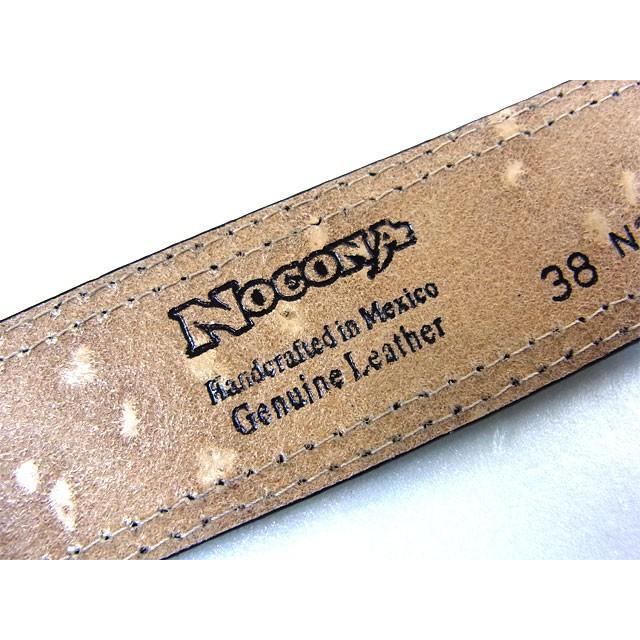 NOCONA
Handcrafted in Mexico
Genuine Leather
38